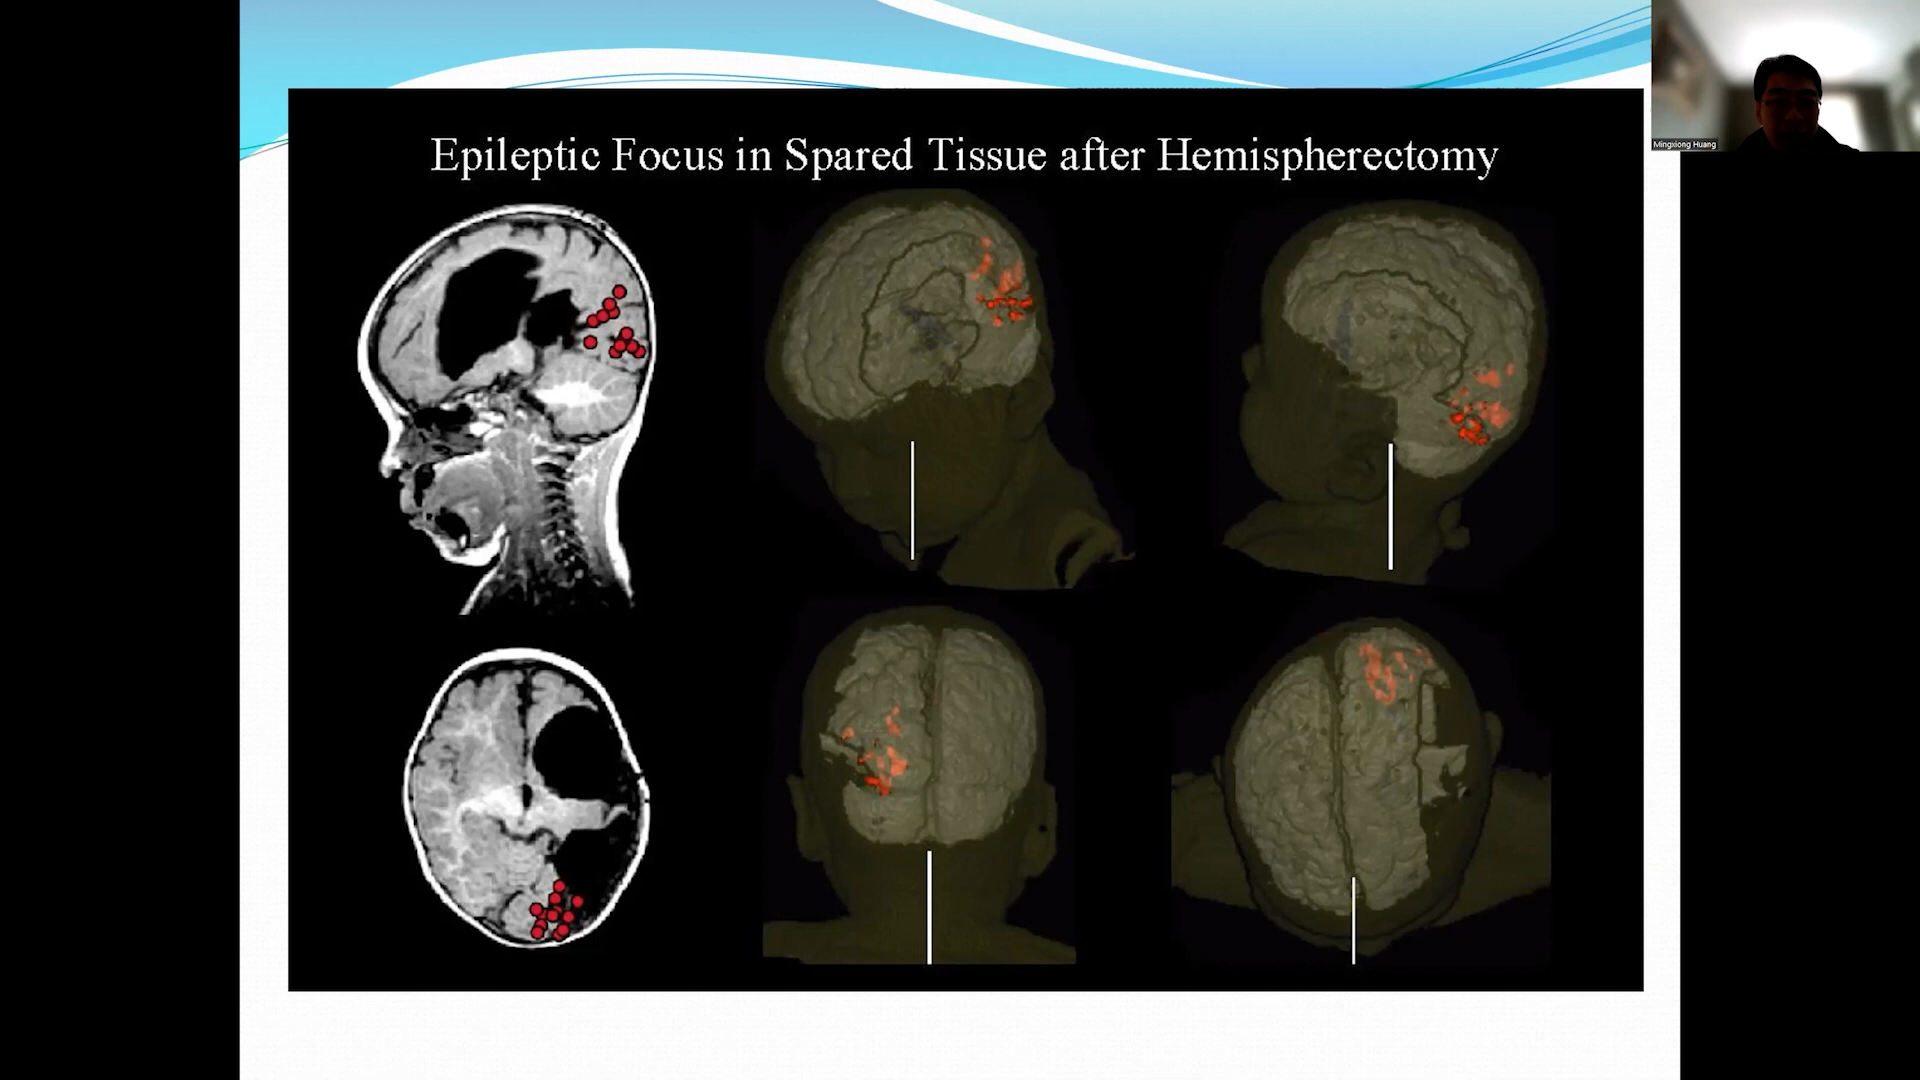 Epileptic Focus in Spared Tissue after Hemispherectomy
Mingxiong Huang